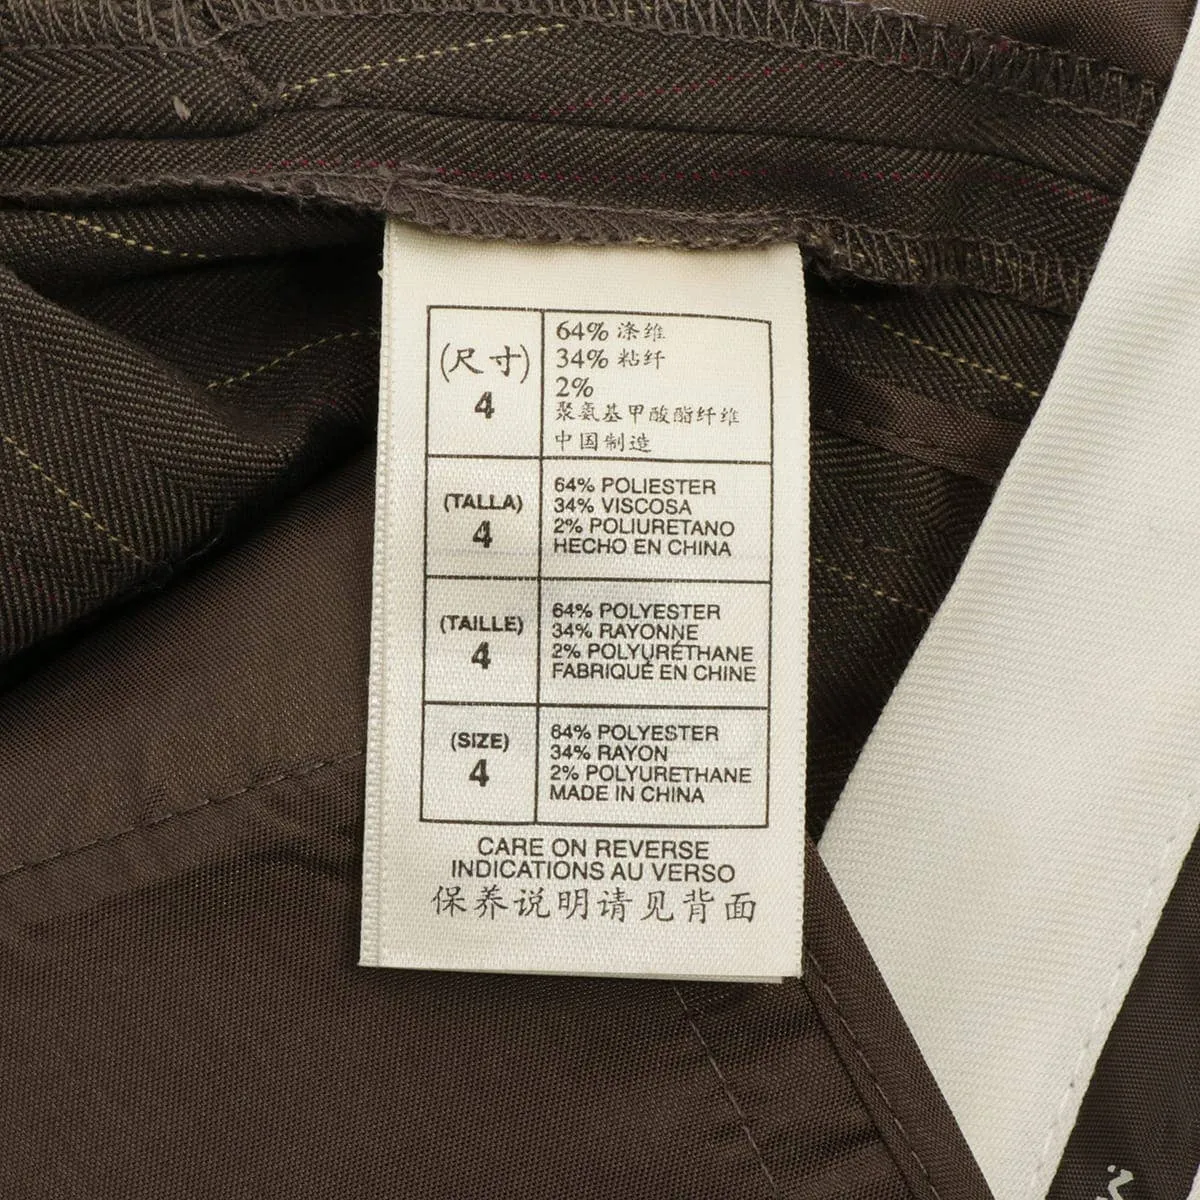 (尺寸)
4
64% 涤维
34% 粘纤
2%
聚氨基甲酸酯纤维
中国制造
(TALLA)
4
64% POLIESTER
34% VISCOSA
2% POLIURETANO
HECHO EN CHINA
(TAILLE)
4
64% POLYESTER
34% RAYONNE
2% POLYURÉTHANE
FABRIQUÉ EN CHINE
(SIZE)
4
64% POLYESTER
34% RAYON
2% POLYURETHANE
MADE IN CHINA
CARE ON REVERSE
INDICATIONS AU VERSO
保养说明请见背面